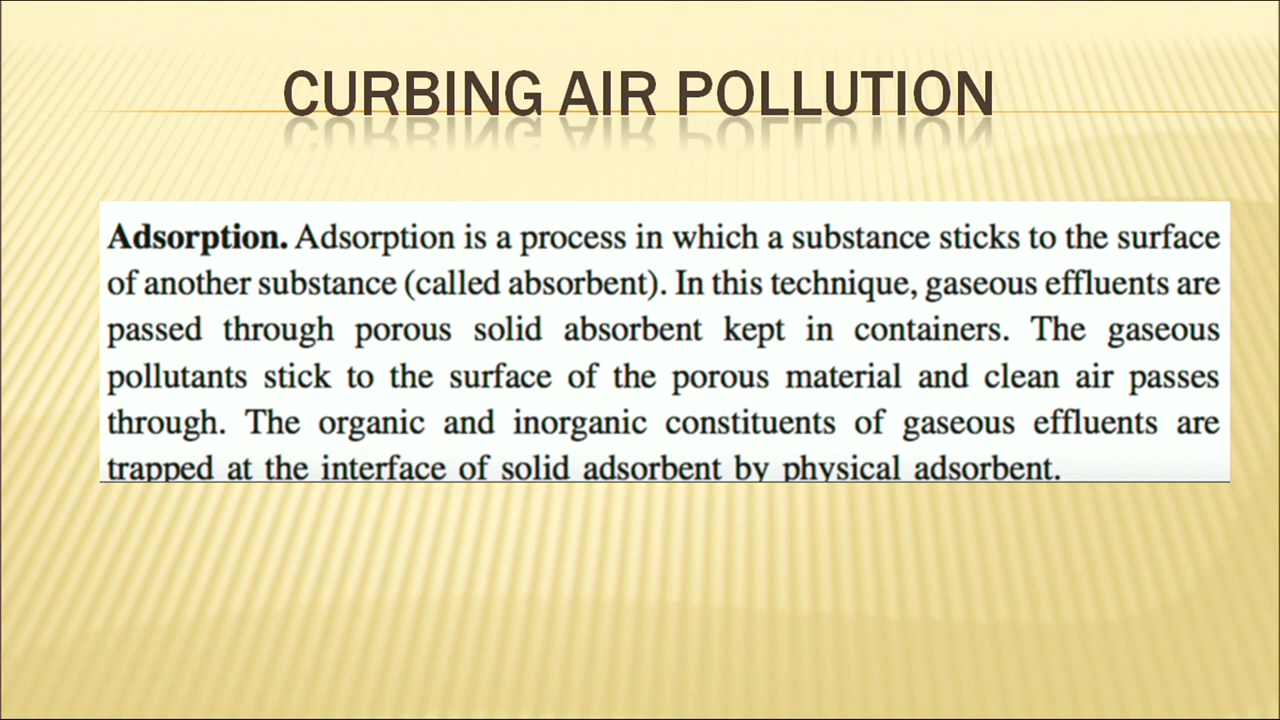 CURBING AIR POLLUTION
Adsorption. Adsorption is a process in which a substance sticks to the surface
of another substance (called absorbent). In this technique, gaseous effluents are
passed through porous solid absorbent kept in containers. The gaseous
pollutants stick to the surface of the porous material and clean air passes
through. The organic and inorganic constituents of gaseous effluents are
trapped at the interface of solid adsorbent by physical adsorbent.